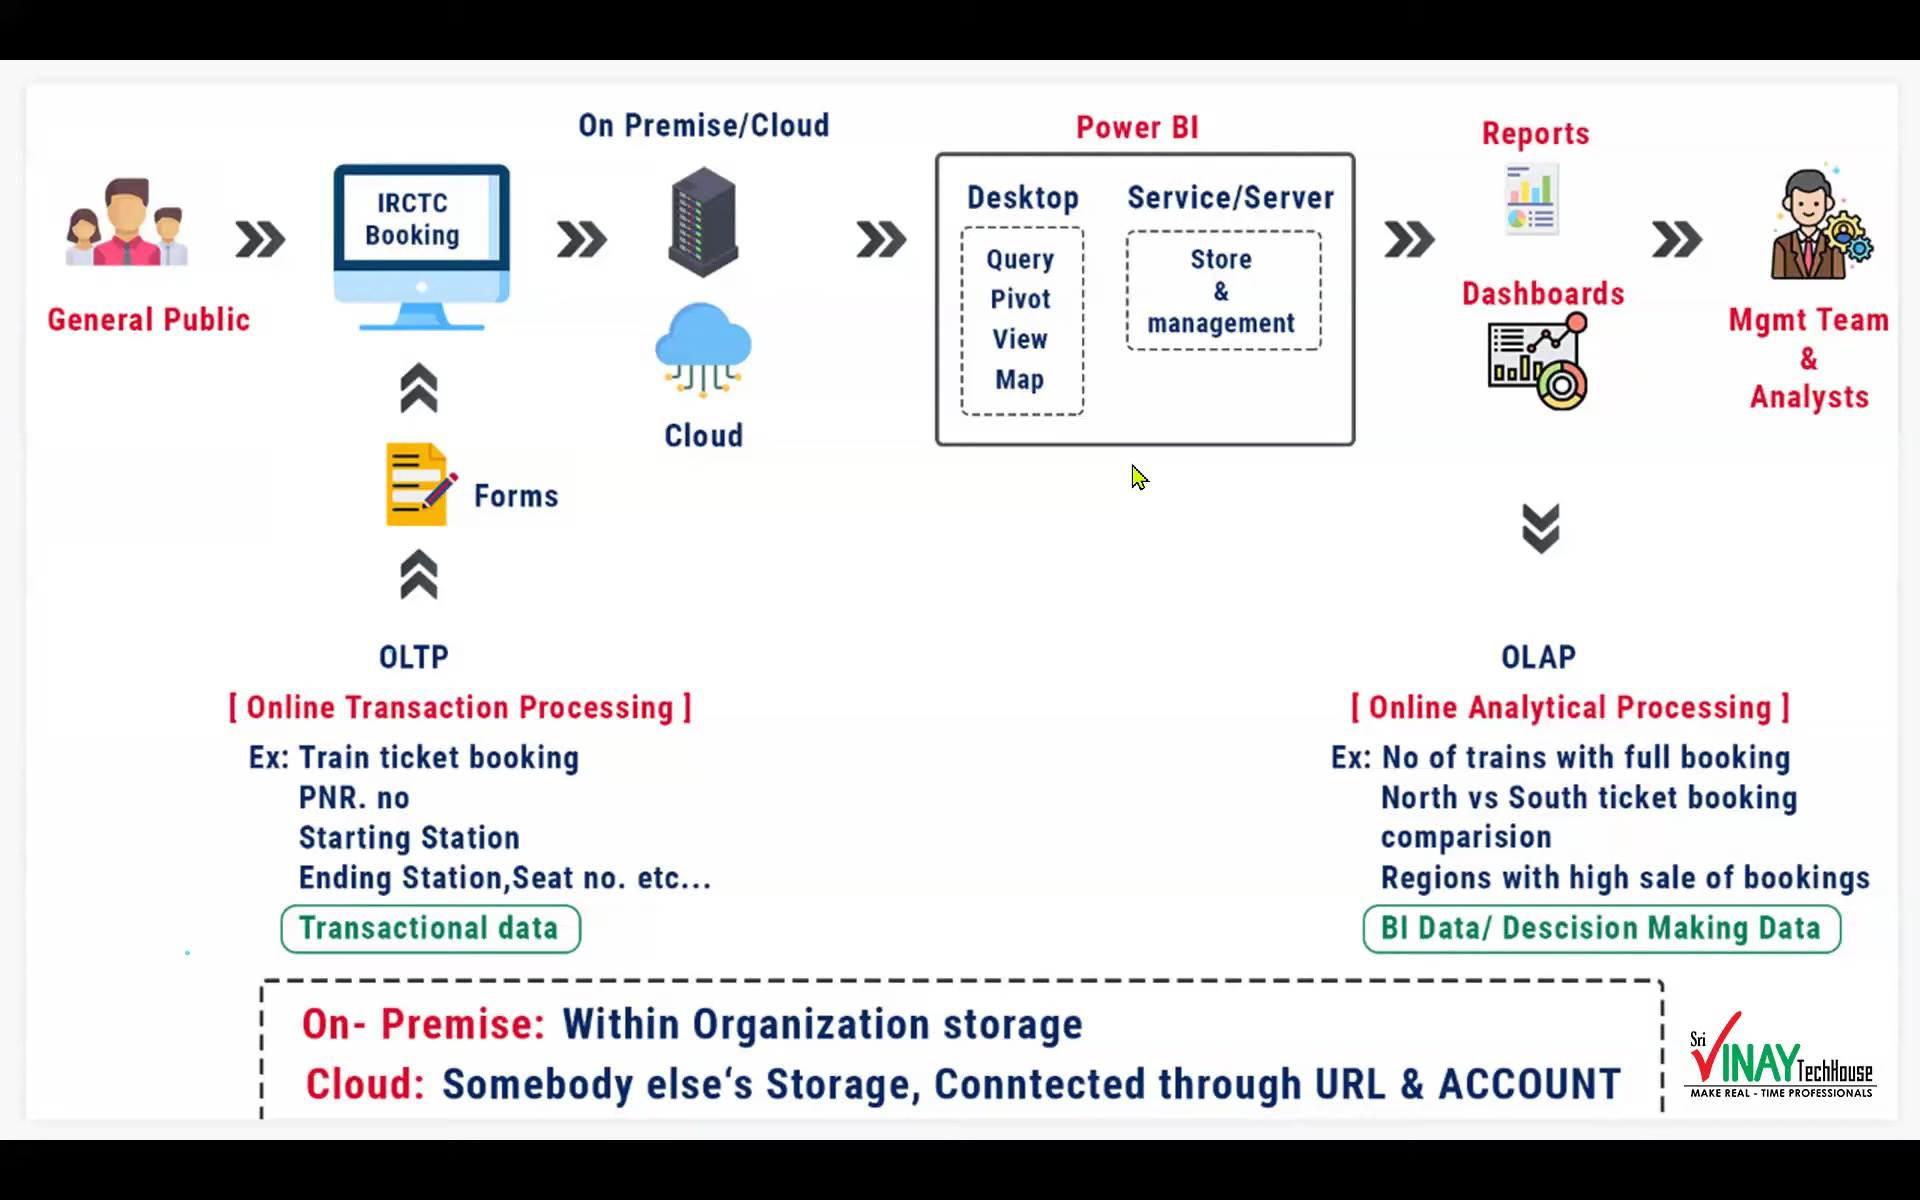 On Premise/Cloud
Power BI
Reports
IRCTC
Booking
Desktop
Service/Server
Query
Pivot
View
Map
Store
&
management
General Public
Cloud
Dashboards
Mgmt Team
&
Analysts
Forms
OLTP
[ Online Transaction Processing ]
Ex: Train ticket booking
PNR. no
Starting Station
Ending Station,Seat no. etc...
Transactional data
OLAP
[ Online Analytical Processing ]
Ex: No of trains with full booking
North vs South ticket booking
comparision
Regions with high sale of bookings
BI Data/ Descision Making Data
On- Premise: Within Organization storage
Cloud: Somebody else‘s Storage, Conntected through URL & ACCOUNT
Sri
VINAY TechHouse
MAKE REAL - TIME PROFESSIONALS